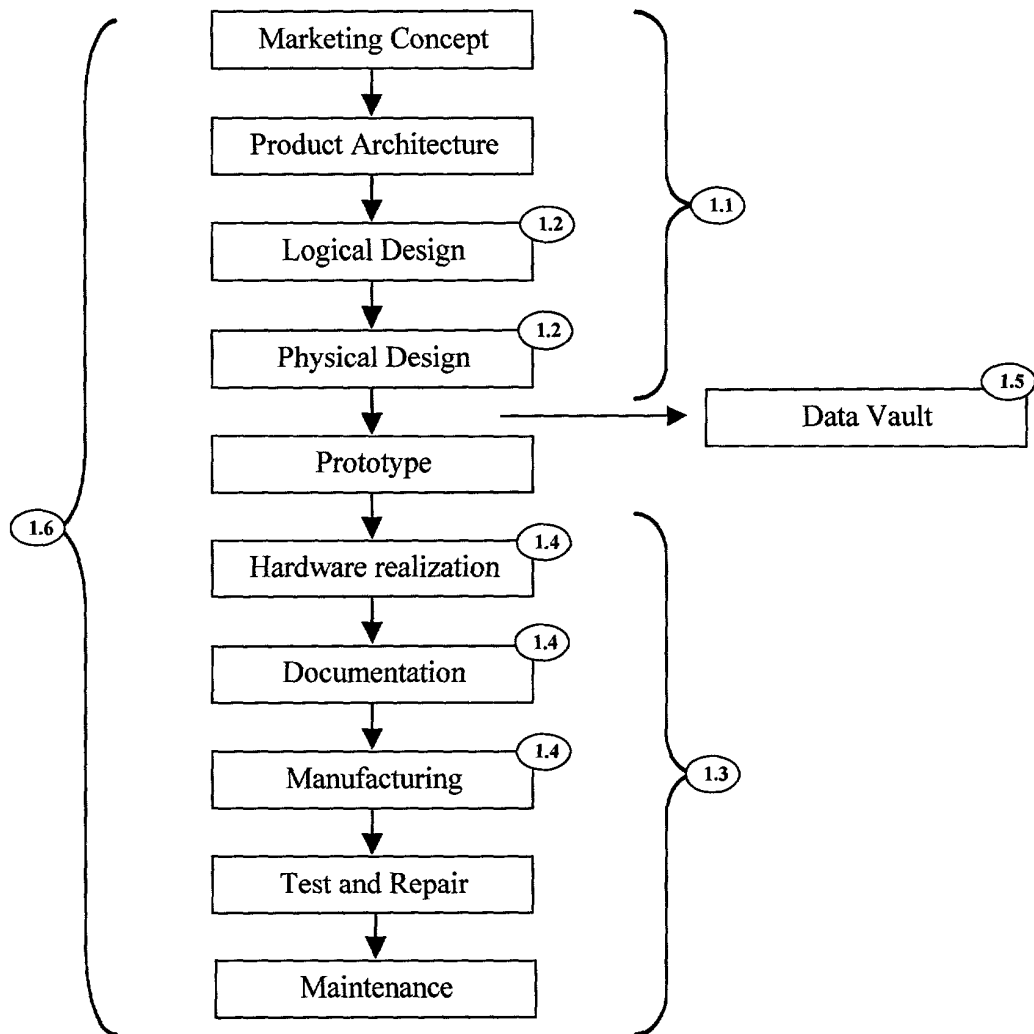 Marketing Concept
Product Architecture
1.1
1.2
Logical Design
1.2
Physical Design
1.5
Data Vault
Prototype
1.6
1.4
Hardware realization
1.4
Documentation
1.4
Manufacturing
1.3
Test and Repair
Maintenance